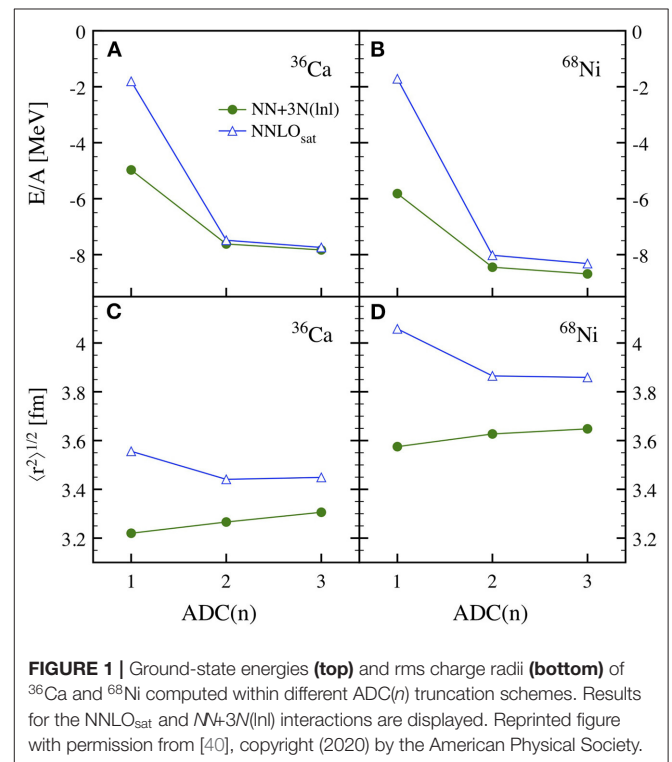 A
³⁶Ca
NN+3N(lnl)
NNLOsat
B
⁶⁸Ni
0
-2
-4
-6
-8
E/A [MeV]
0
-2
-4
-6
-8
C
³⁶Ca
D
⁶⁸Ni
4
3.8
3.6
3.4
3.2
⟨r²⟩¹/² [fm]
4
3.8
3.6
3.4
3.2
1 2 3
ADC(n)
1 2 3
ADC(n)
FIGURE 1 | Ground-state energies (top) and rms charge radii (bottom) of
³⁶Ca and ⁶⁸Ni computed within different ADC(n) truncation schemes. Results
for the NNLOsat and NN+3N(lnl) interactions are displayed. Reprinted figure
with permission from [40], copyright (2020) by the American Physical Society.